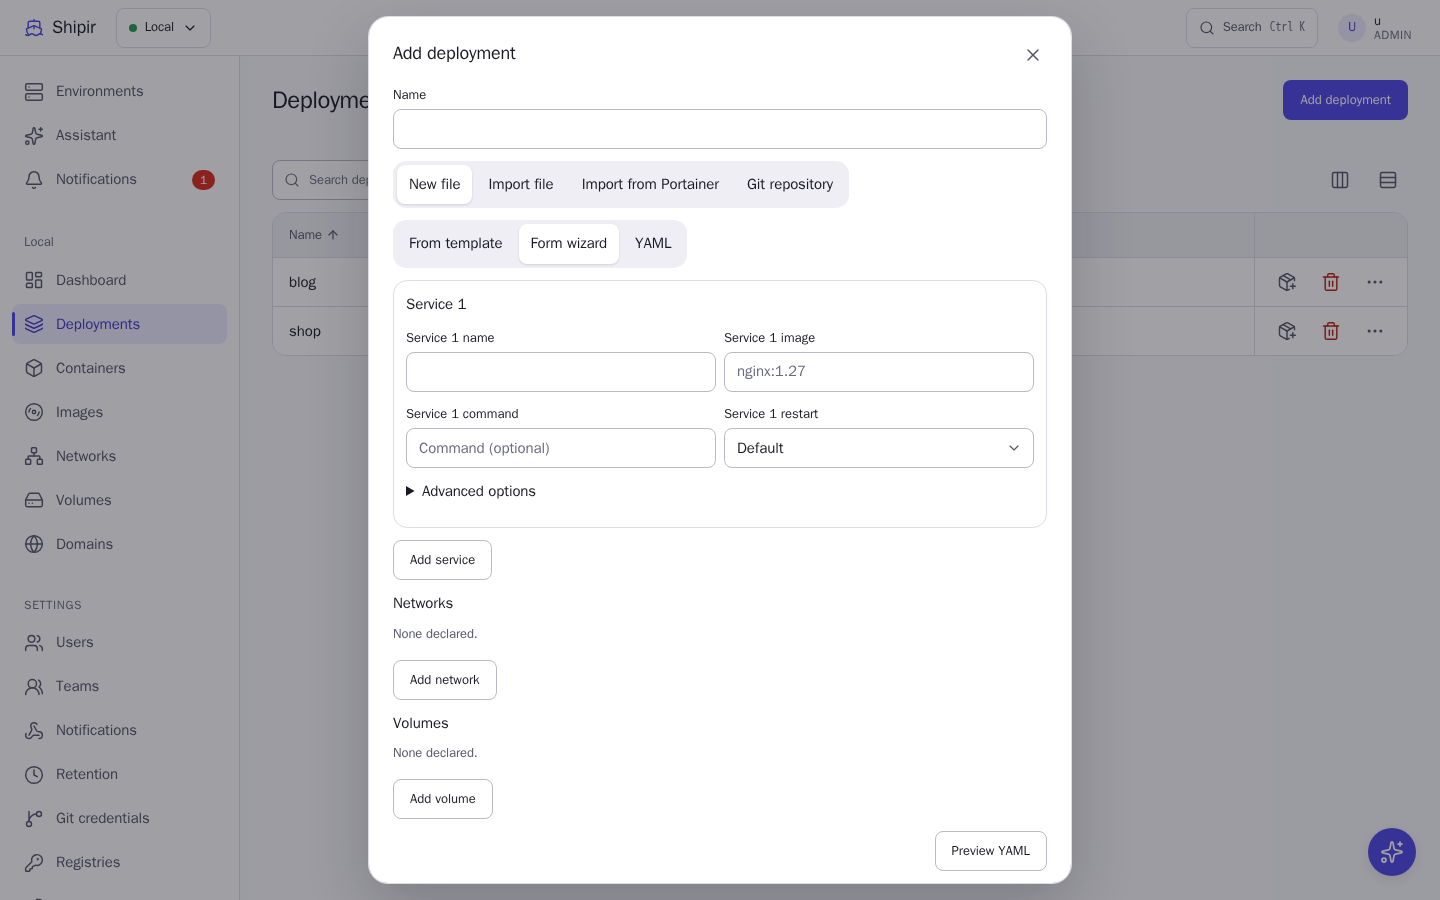 Shipir
Local
Search Ctrl K
U
u
ADMIN
Environments
Assistant
Notifications
1
Local
Dashboard
Deployments
Containers
Images
Networks
Volumes
Domains
SETTINGS
Users
Teams
Notifications
Retention
Git credentials
Registries
Add deployment
Name
blog
shop
Add deployment
Name
New file
Import file
Import from Portainer
Git repository
From template
Form wizard
YAML
Service 1
Service 1 name
Service 1 image
nginx:1.27
Service 1 command
Service 1 restart
Command (optional)
Default
Advanced options
Add service
Networks
None declared.
Add network
Volumes
None declared.
Add volume
Preview YAML